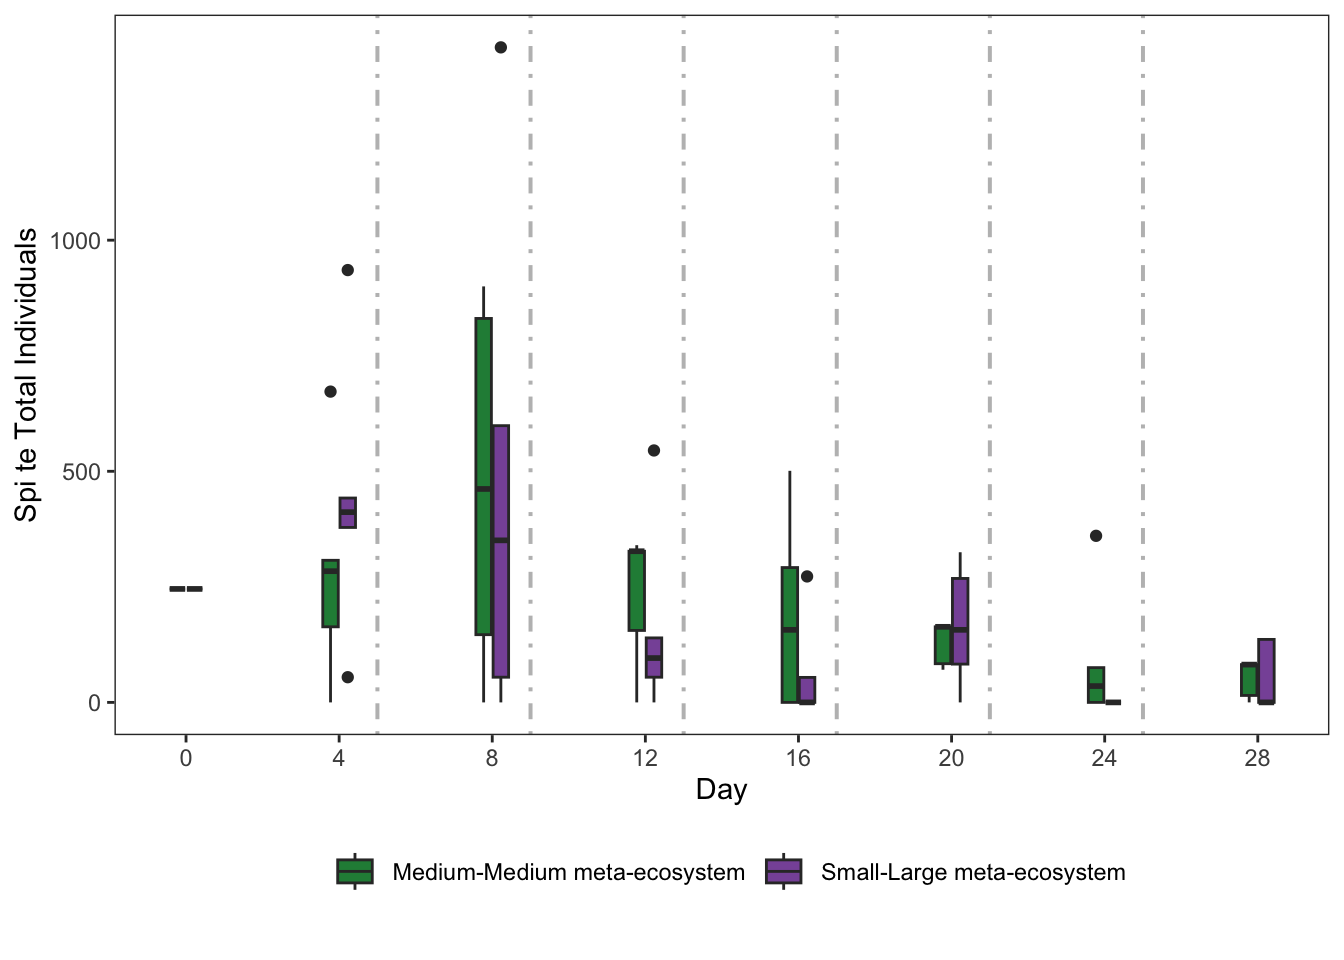 Spi te Total Individuals
1000
500
0
0 4 8 12 16 20 24 28
Day
Medium-Medium meta-ecosystem Small-Large meta-ecosystem